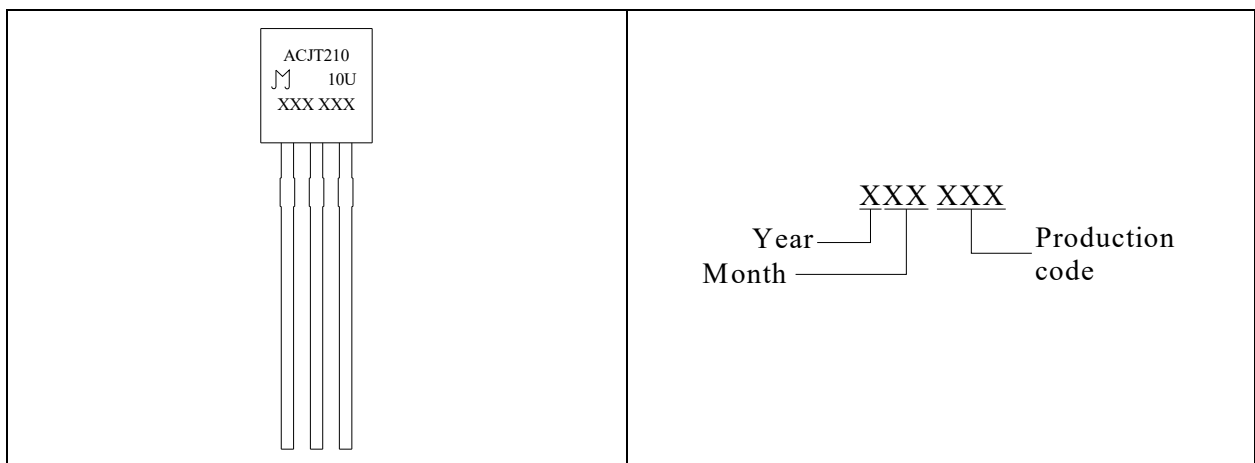 ACJT210
10U
XXX XXX
XXX XXX
Year
Month
Production
code